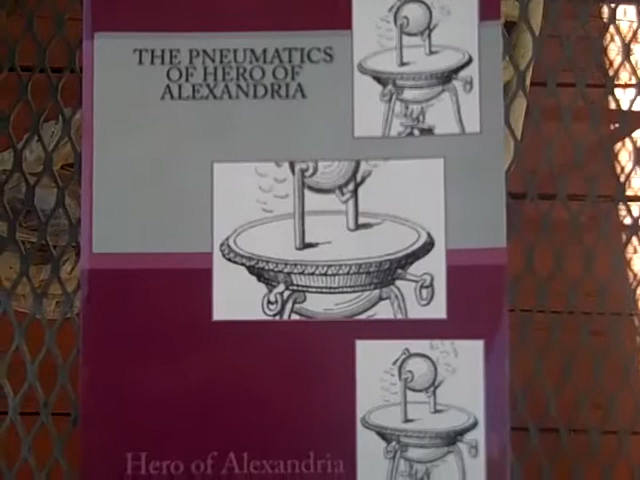 THE PNEUMATICS
OF HERO OF
ALEXANDRIA
Hero of Alexandria